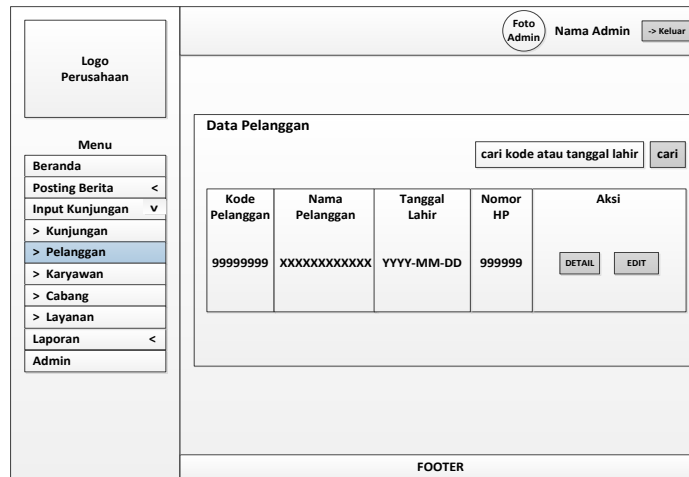 Foto
Admin
Nama Admin
-> Keluar
Logo
Perusahaan
Menu
Beranda
Posting Berita <
Input Kunjungan v
> Kunjungan
> Pelanggan
> Karyawan
> Cabang
> Layanan
Laporan <
Admin
Data Pelanggan
cari kode atau tanggal lahir
cari
Kode Pelanggan
Nama Pelanggan
Tanggal Lahir
Nomor HP
Aksi
99999999
XXXXXXXXXXXX
YYYY-MM-DD
999999
DETAIL
EDIT
FOOTER